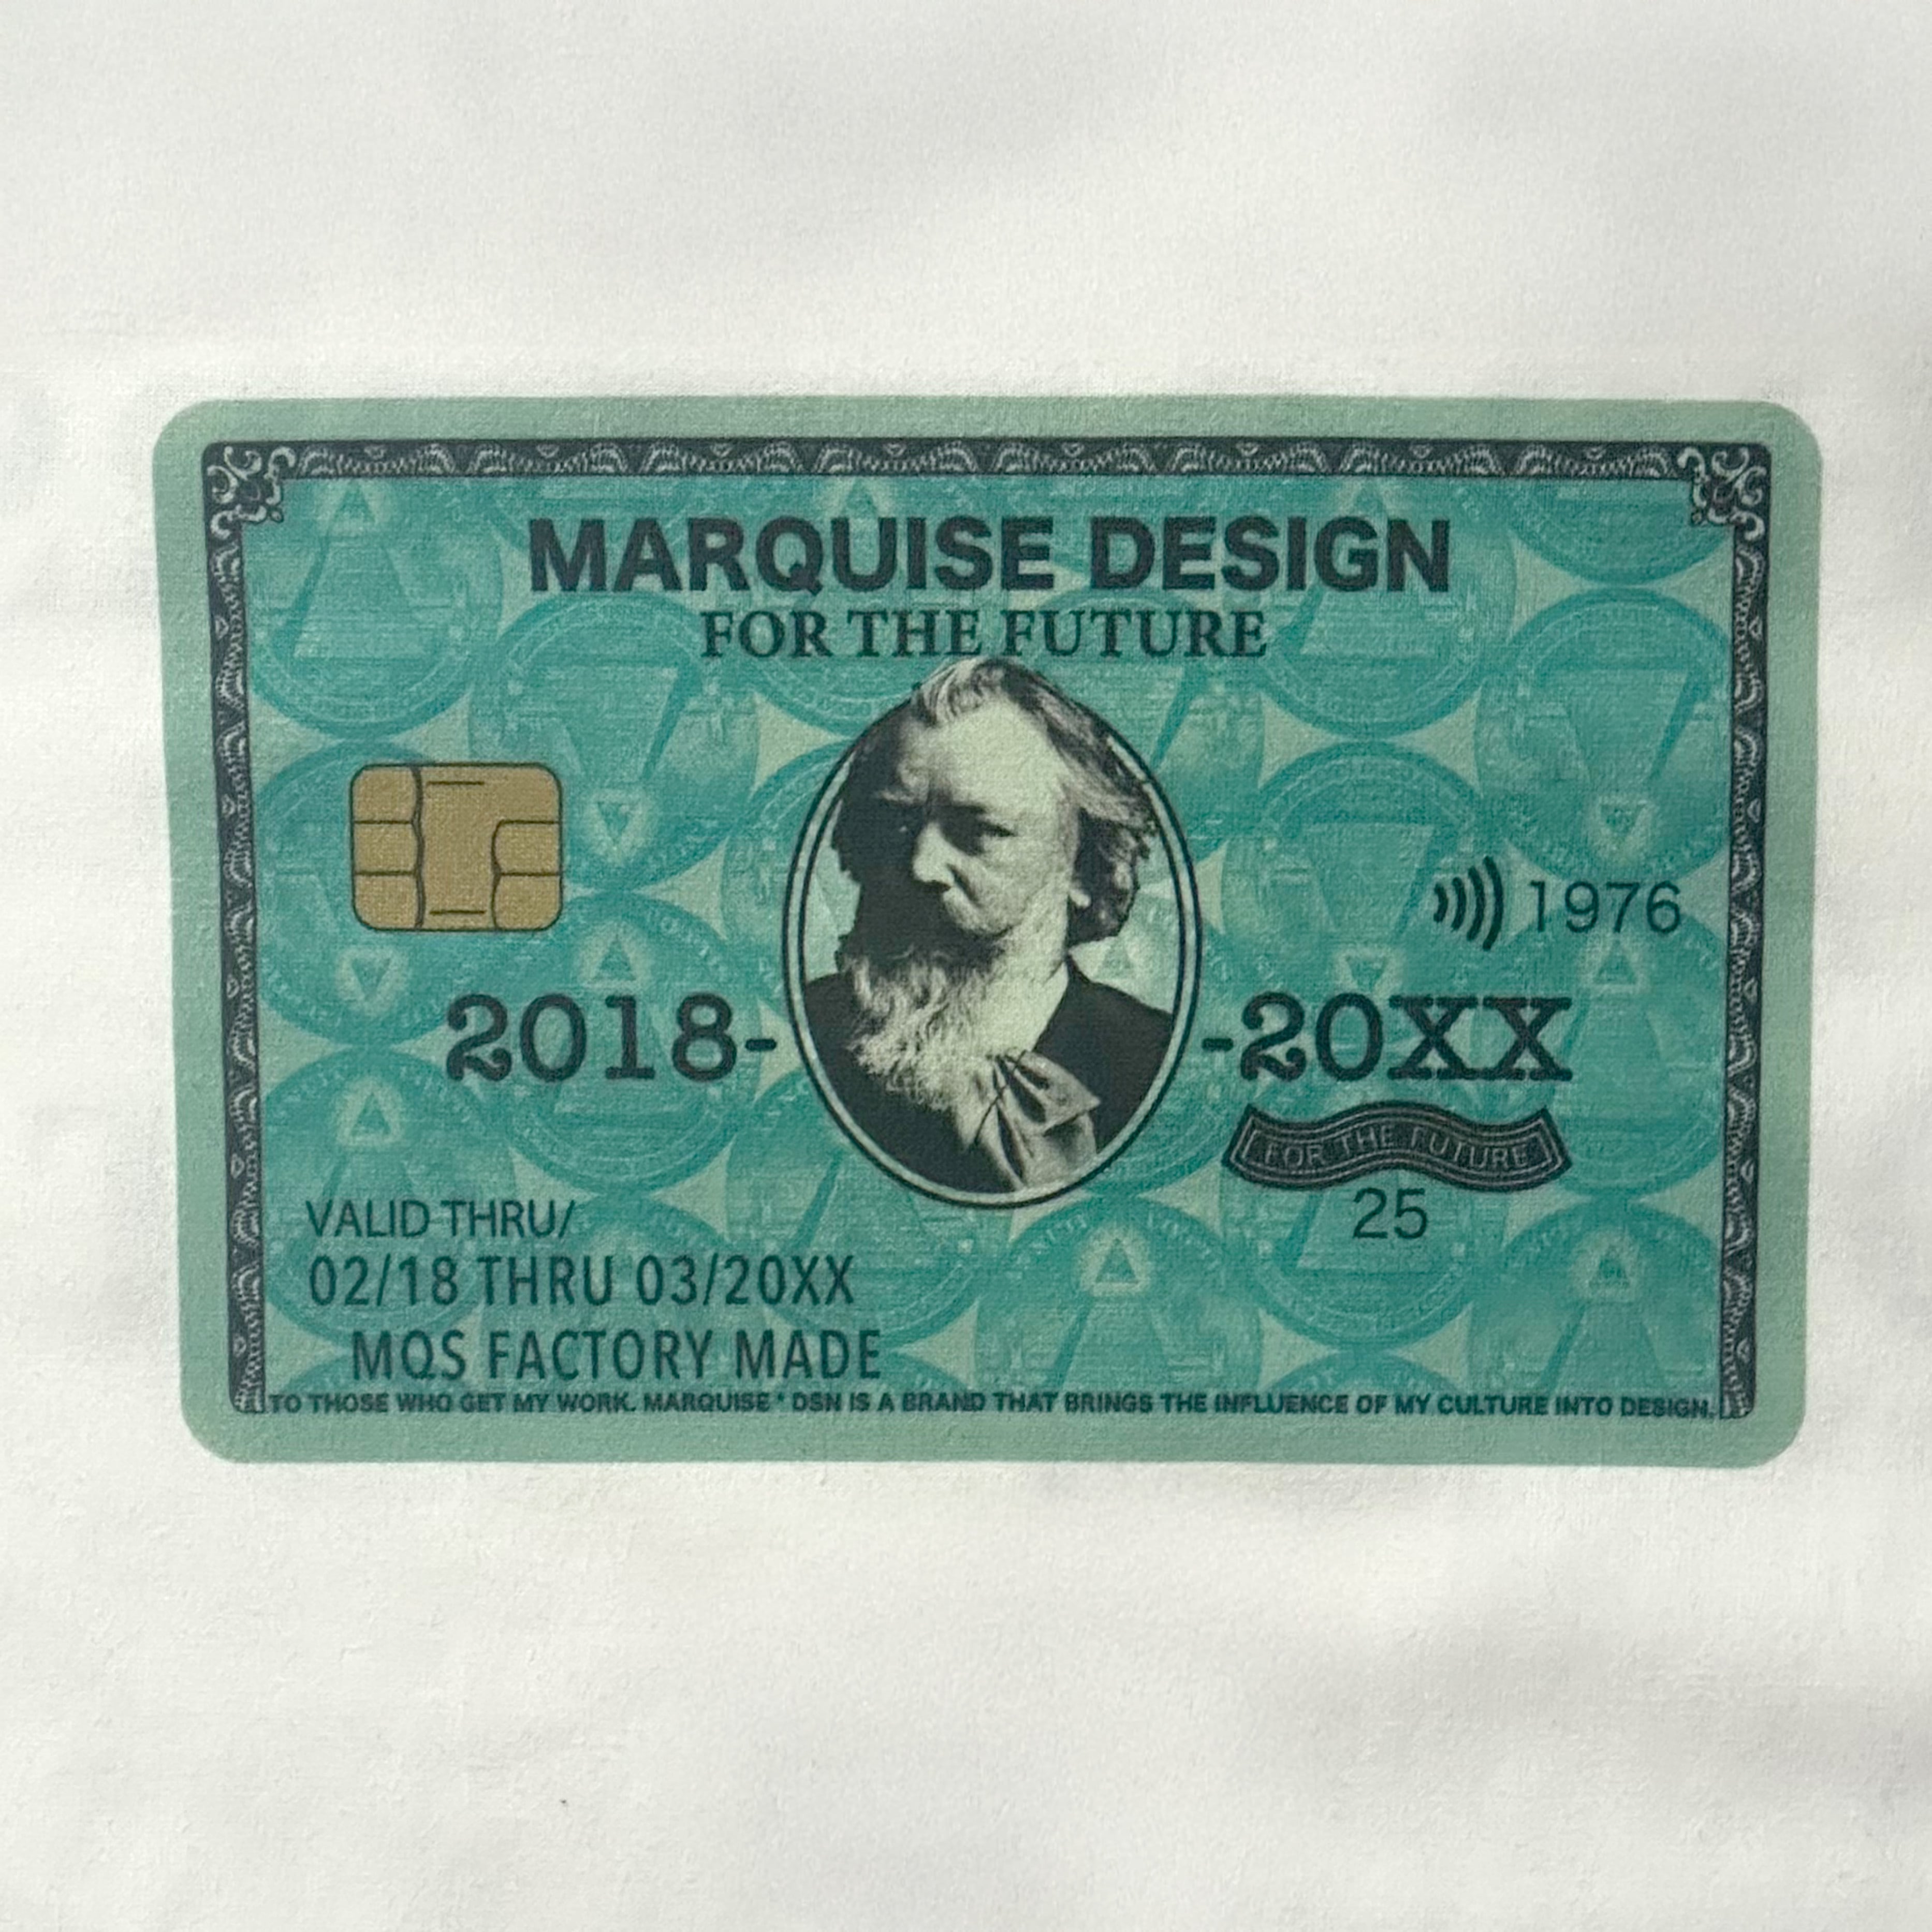 MARQUISE DESIGN
FOR THE FUTURE
1976
2018-
-20XX
FOR THE FUTURE
25
VALID THRU/
02/18 THRU 03/20XX
MQS FACTORY MADE
TO THOSE WHO GET MY WORK. MARQUISE * DSN IS A BRAND THAT BRINGS THE INFLUENCE OF MY CULTURE INTO DESIGN.